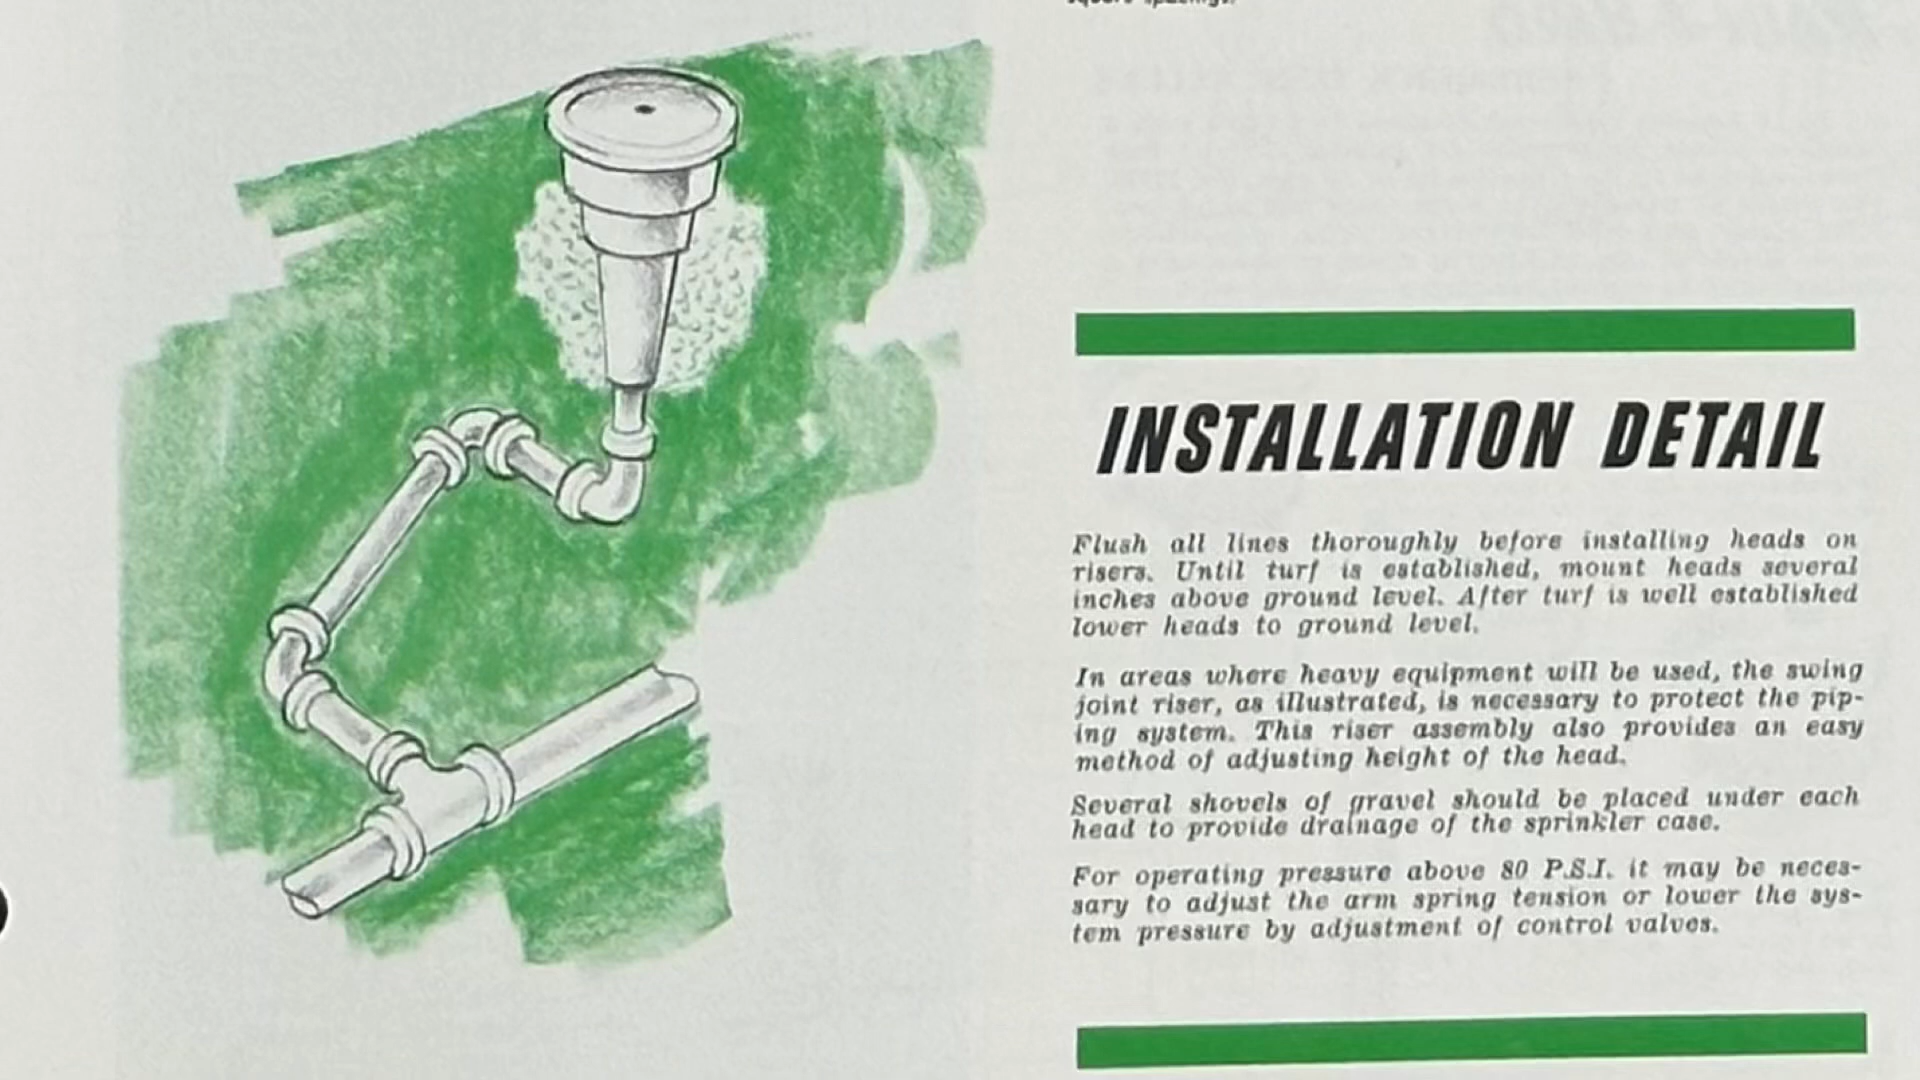 square spacings.
INSTALLATION DETAIL
Flush all lines thoroughly before installing heads on
risers. Until turf is established, mount heads several
inches above ground level. After turf is well established
lower heads to ground level.
In areas where heavy equipment will be used, the swing
joint riser, as illustrated, is necessary to protect the pip-
ing system. This riser assembly also provides an easy
method of adjusting height of the head.
Several shovels of gravel should be placed under each
head to provide drainage of the sprinkler case.
For operating pressure above 80 P.S.I. it may be neces-
sary to adjust the arm spring tension or lower the sys-
tem pressure by adjustment of control valves.